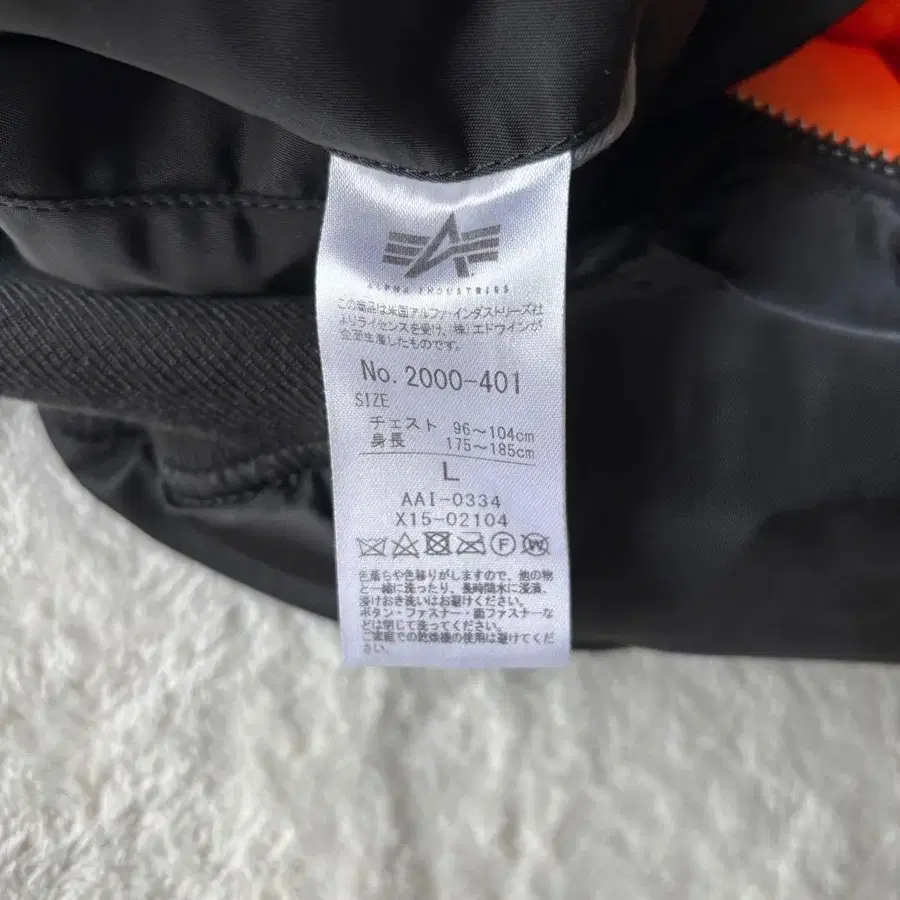 ALPHA INDUSTRIES
この商品は米国アルファインダストリーズ社
よりライセンスを受け、㈱エドウインが
企画生産したものです。
No. 2000-401
SIZE
チェスト 96〜104cm
身長 175〜185cm
L
AAI-0334
X15-02104
F W
色落ちや色移りがしますので、他の物
と一緒に洗ったり、長時間水に浸漬、
浸けおき洗いはお避けください。
ボタン・ファスナー・面ファスナーな
どは閉じて洗ってください。
ご家庭での乾燥機の使用は避けてくだ
さい。